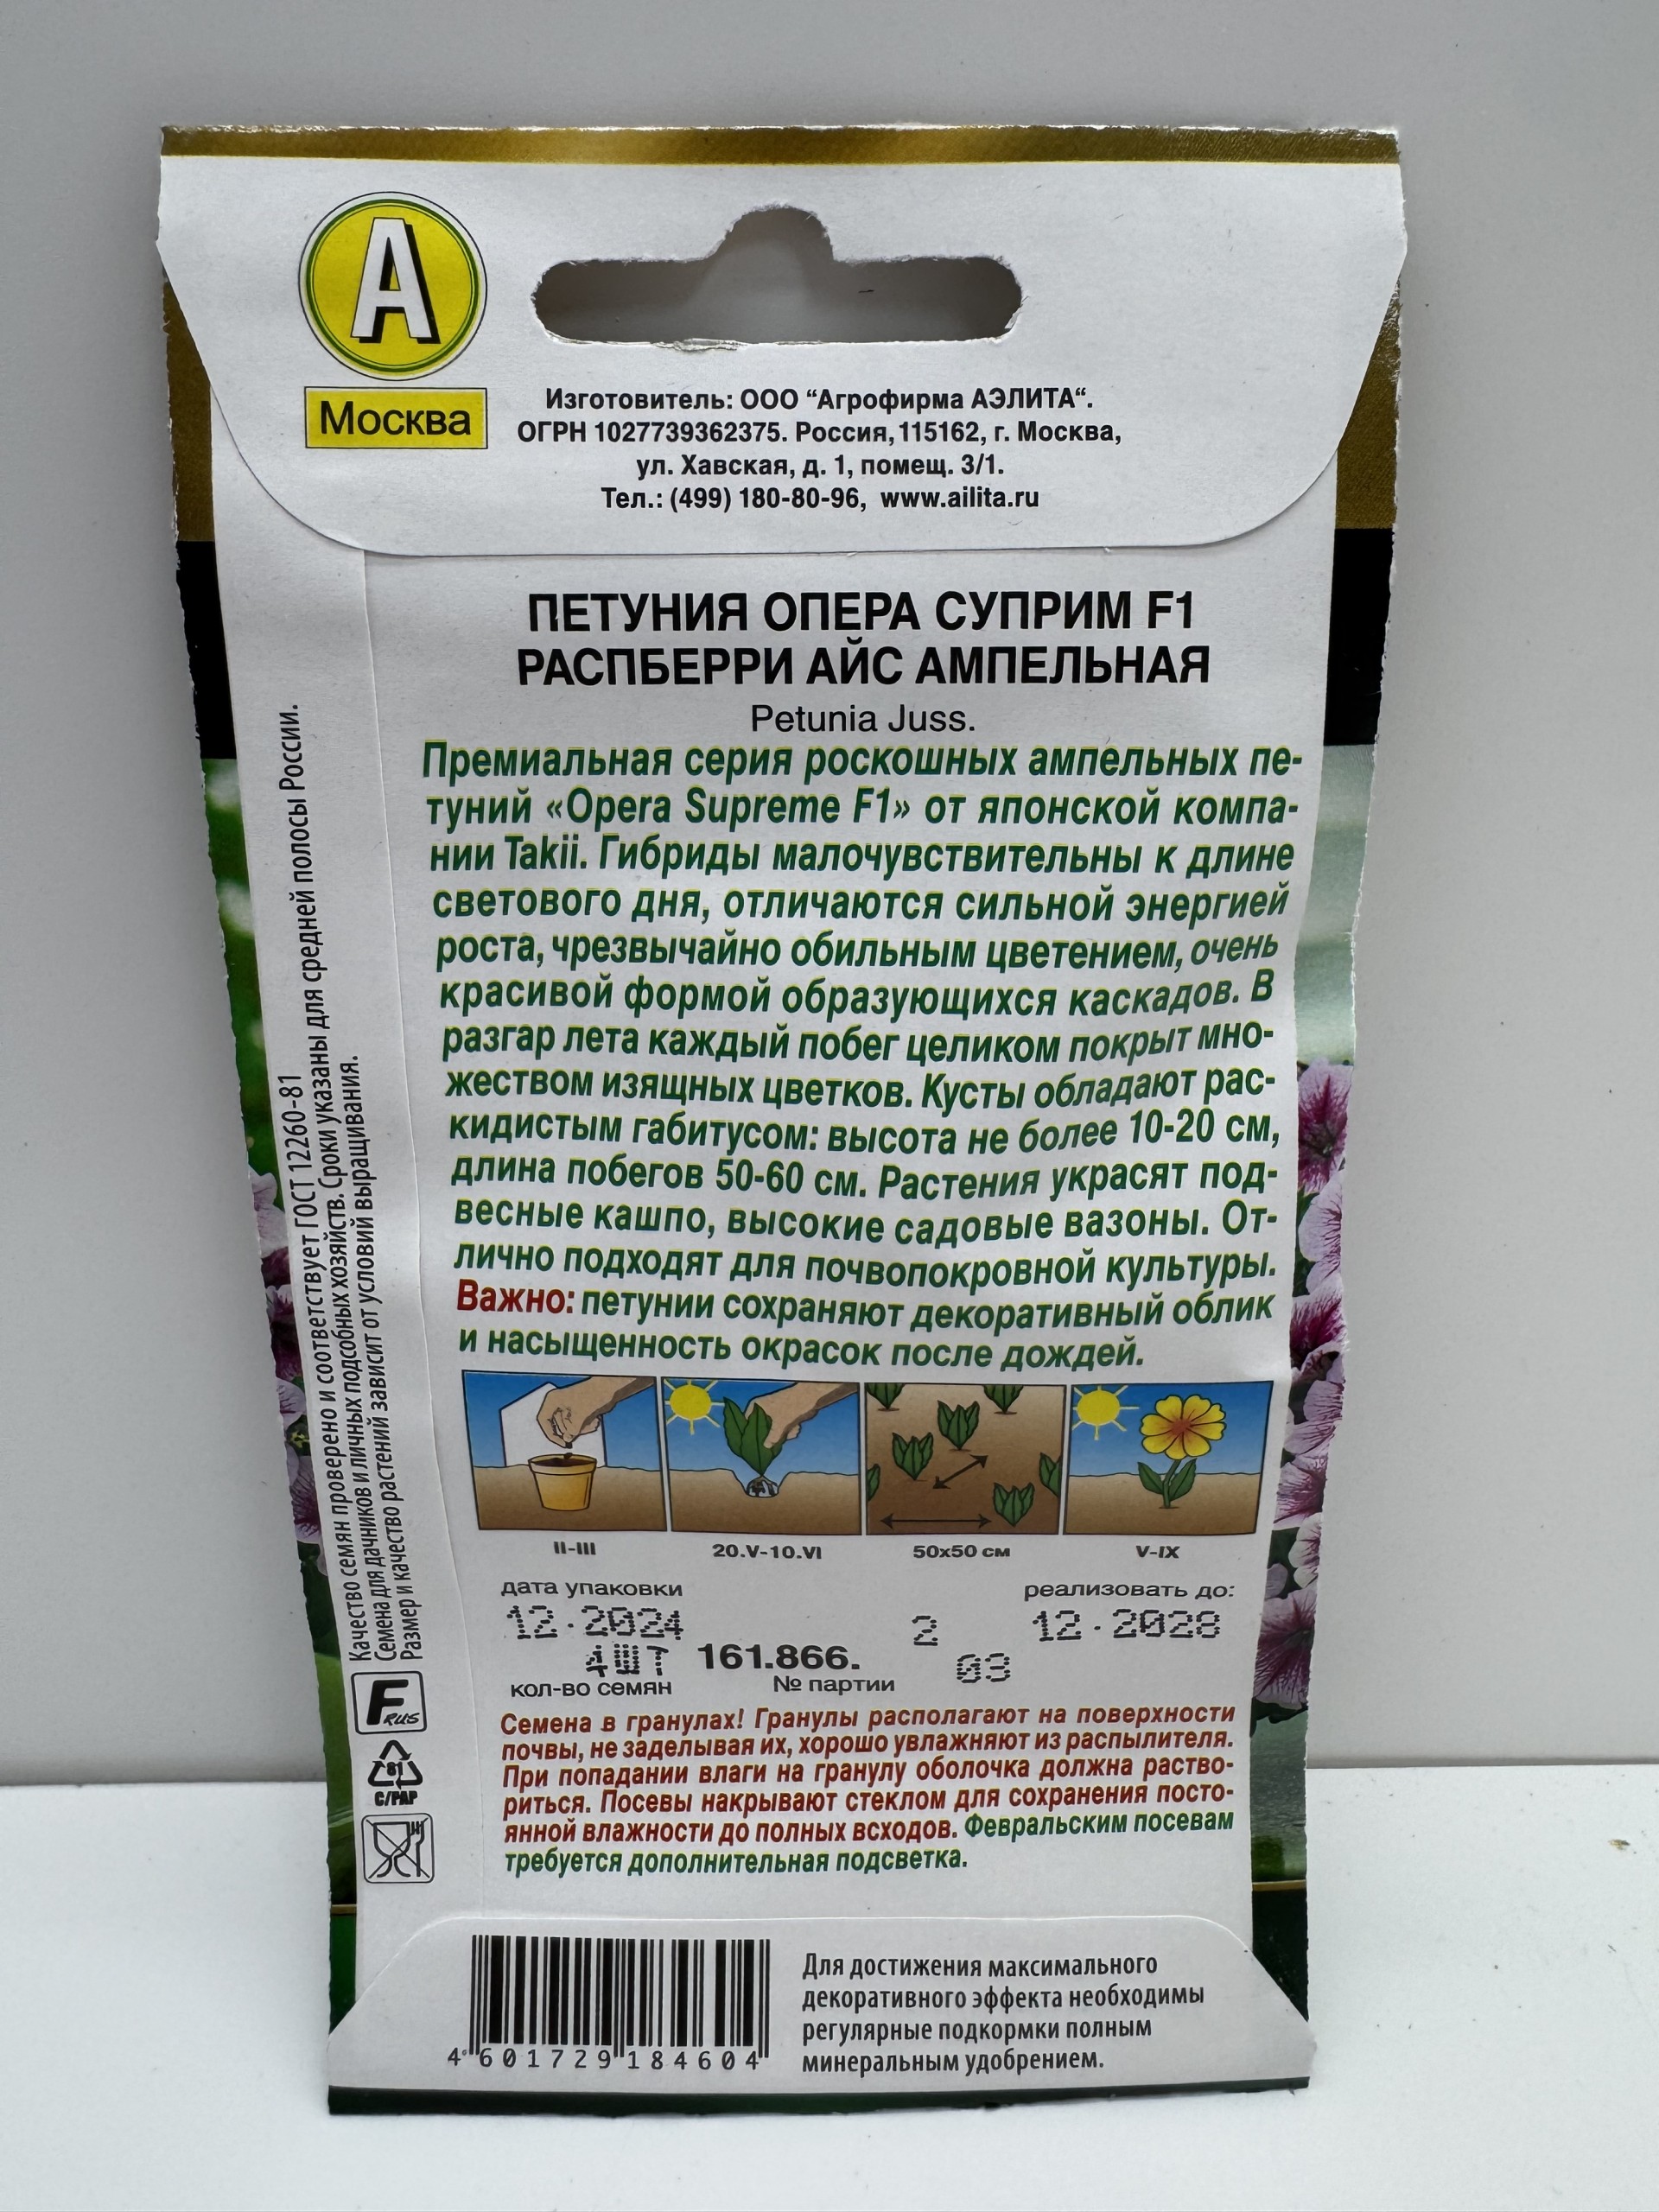 А
Москва
Изготовитель: ООО “Агрофирма АЭЛИТА“.
ОГРН 1027739362375. Россия, 115162, г. Москва,
ул. Хавская, д. 1, помещ. 3/1.
Тел.: (499) 180-80-96, www.ailita.ru
ПЕТУНИЯ ОПЕРА СУПРИМ F1
РАСПБЕРРИ АЙС АМПЕЛЬНАЯ
Petunia Juss.
Премиальная серия роскошных ампельных пе-
туний «Opera Supreme F1» от японской компа-
нии Takii. Гибриды малочувствительны к длине
светового дня, отличаются сильной энергией
роста, чрезвычайно обильным цветением, очень
красивой формой образующихся каскадов. В
разгар лета каждый побег целиком покрыт мно-
жеством изящных цветков. Кусты обладают рас-
кидистым габитусом: высота не более 10-20 см,
длина побегов 50-60 см. Растения украсят под-
весные кашпо, высокие садовые вазоны. От-
лично подходят для почвопокровной культуры.
Важно: петунии сохраняют декоративный облик
и насыщенность окрасок после дождей.
II-III 20.V-10.VI 50x50 см V-IX
дата упаковки реализовать до:
12.2024 2 12.2028
4ШТ 161.866. 03
кол-во семян № партии
Семена в гранулах! Гранулы располагают на поверхности
почвы, не заделывая их, хорошо увлажняют из распылителя.
При попадании влаги на гранулу оболочка должна раство-
риться. Посевы накрывают стеклом для сохранения посто-
янной влажности до полных всходов. Февральским посевам
требуется дополнительная подсветка.
Качество семян проверено и соответствует ГОСТ 12260-81
Семена для дачников и личных подсобных хозяйств. Сроки указаны для средней полосы России.
Размер и качество растений зависит от условий выращивания.
F RUS
81
C/PAP
4 601729 184604
Для достижения максимального
декоративного эффекта необходимы
регулярные подкормки полным
минеральным удобрением.